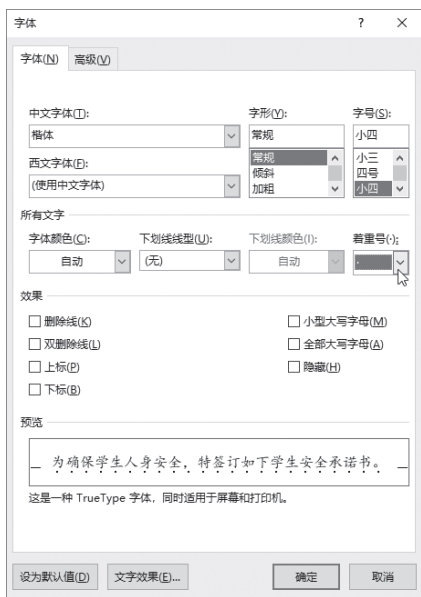 字体 ? ×
字体(N) 高级(V)
中文字体(T): 字形(Y): 字号(S):
楷体 常规 小四
常规 小三
西文字体(F): 倾斜 四号
(使用中文字体) 加粗 小四
所有文字
字体颜色(C): 下划线线型(U): 下划线颜色(I): 着重号(·):
自动 (无) 自动 ·
效果
删除线(K) 小型大写字母(M)
双删除线(L) 全部大写字母(A)
上标(P) 隐藏(H)
下标(B)
预览
为确保学生人身安全，特签订如下学生安全承诺书。
这是一种 TrueType 字体，同时适用于屏幕和打印机。
设为默认值(D) 文字效果(E)... 确定 取消